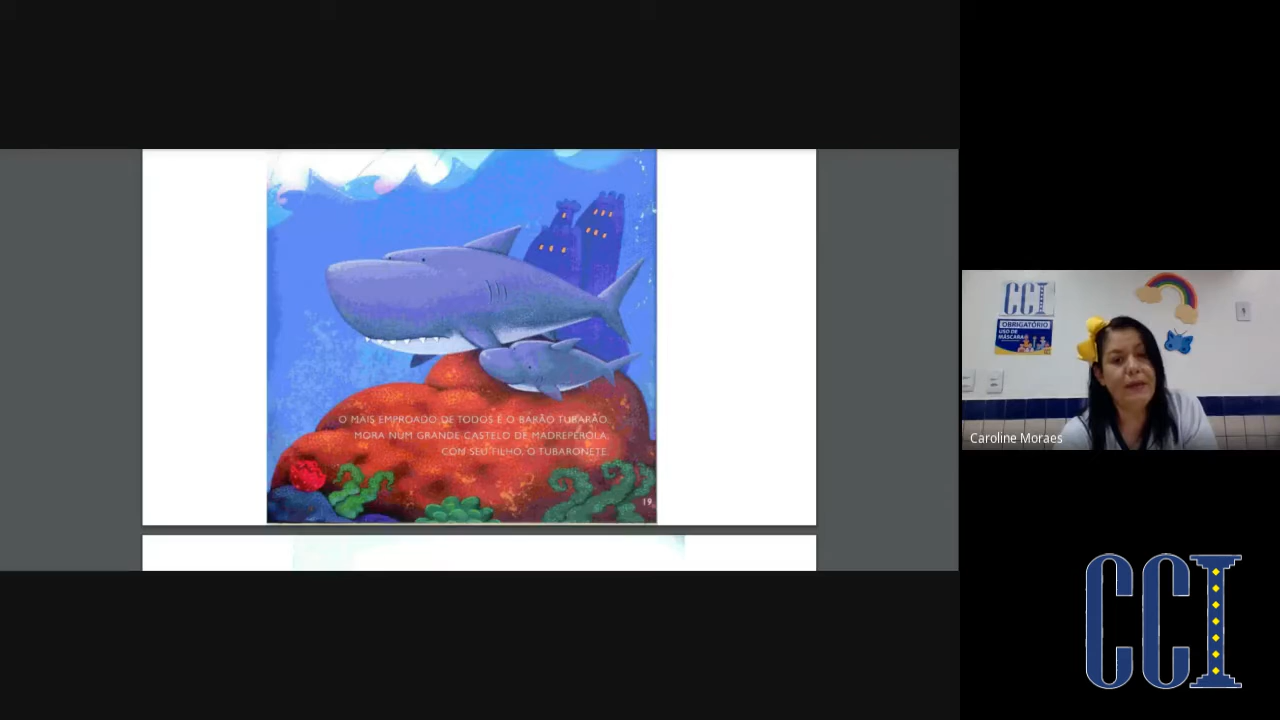 O MAIS EMPROADO DE TODOS É O BARÃO TUBARÃO.
MORA NUM GRANDE CASTELO DE MADREPÉROLA,
COM SEU FILHO, O TUBARONETE.
19
CCI
OBRIGATÓRIO
USO DE
MÁSCARA
Caroline Moraes
CCI